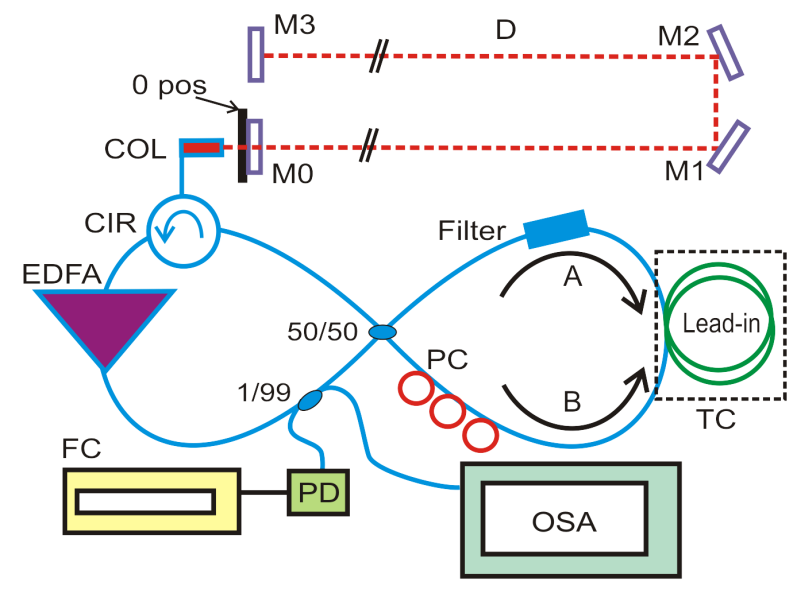 M3
D
M2
0 pos
COL
M0
M1
CIR
Filter
EDFA
A
Lead-in
50/50
PC
1/99
B
TC
FC
PD
OSA